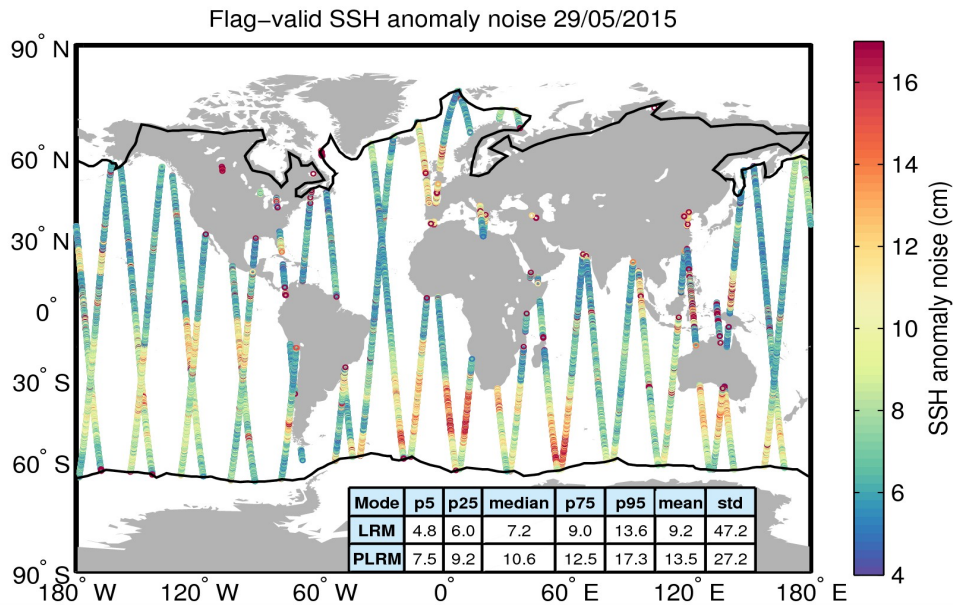 Flag−valid SSH anomaly noise 29/05/2015
90° N
60° N
30° N
0°
30° S
60° S
90° S
180° W
120° W
60° W
0°
60° E
120° E
180° E
Mode p5 p25 median p75 p95 mean std
LRM 4.8 6.0 7.2 9.0 13.6 9.2 47.2
PLRM 7.5 9.2 10.6 12.5 17.3 13.5 27.2
16
14
12
10
8
6
4
SSH anomaly noise (cm)